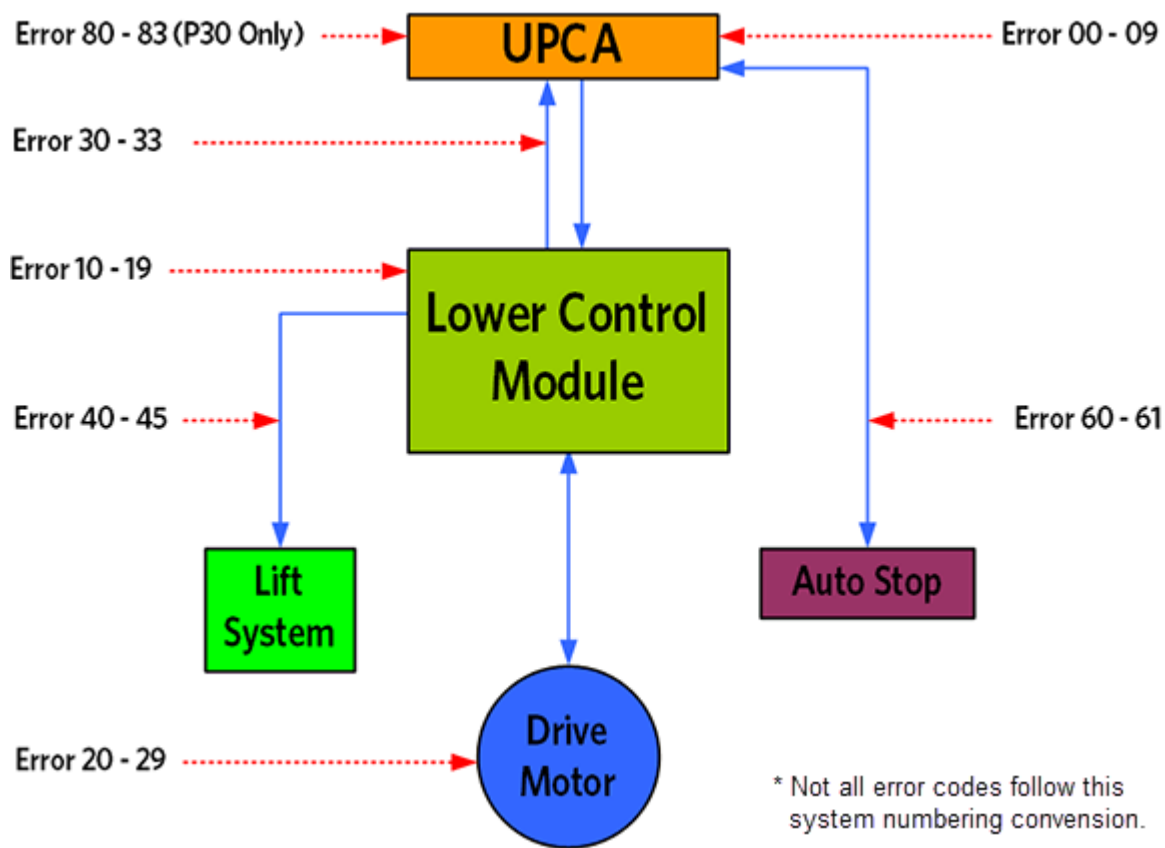 Error 80 - 83 (P30 Only)
UPCA
Error 00 - 09
Error 30 - 33
Error 10 - 19
Lower Control
Module
Error 40 - 45
Error 60 - 61
Lift
System
Auto Stop
Drive
Motor
Error 20 - 29
* Not all error codes follow this
system numbering convension.